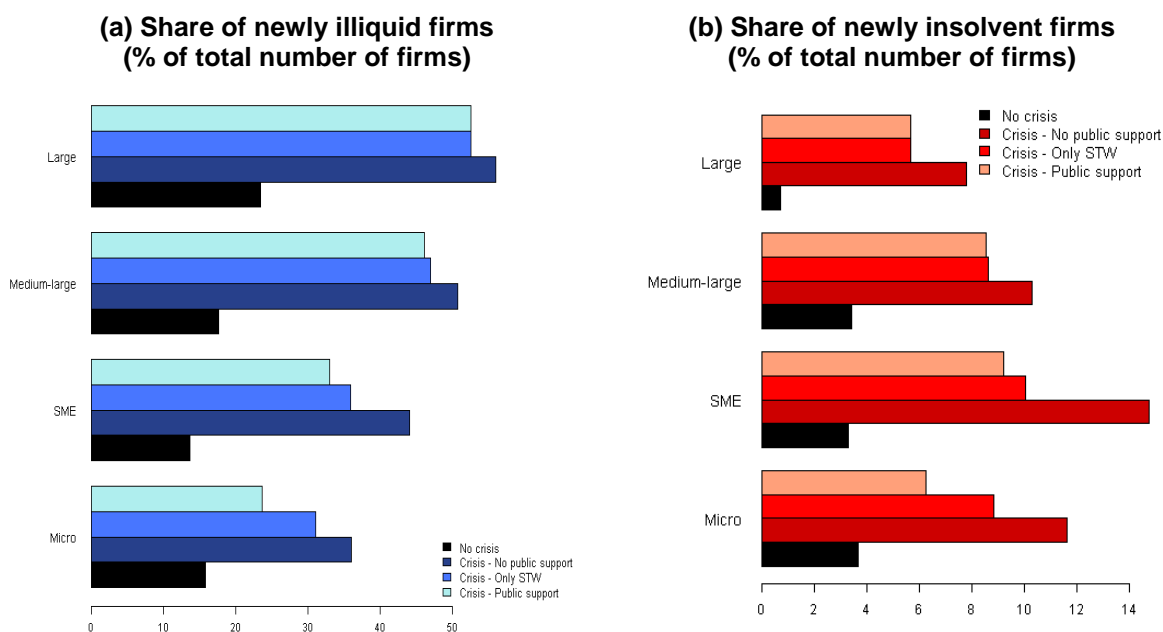 (a) Share of newly illiquid firms
(% of total number of firms)
Large
Medium-large
SME
Micro
No crisis
Crisis - No public support
Crisis - Only STW
Crisis - Public support
0 10 20 30 40 50
(b) Share of newly insolvent firms
(% of total number of firms)
No crisis
Crisis - No public support
Crisis - Only STW
Crisis - Public support
Large
Medium-large
SME
Micro
0 2 4 6 8 10 12 14